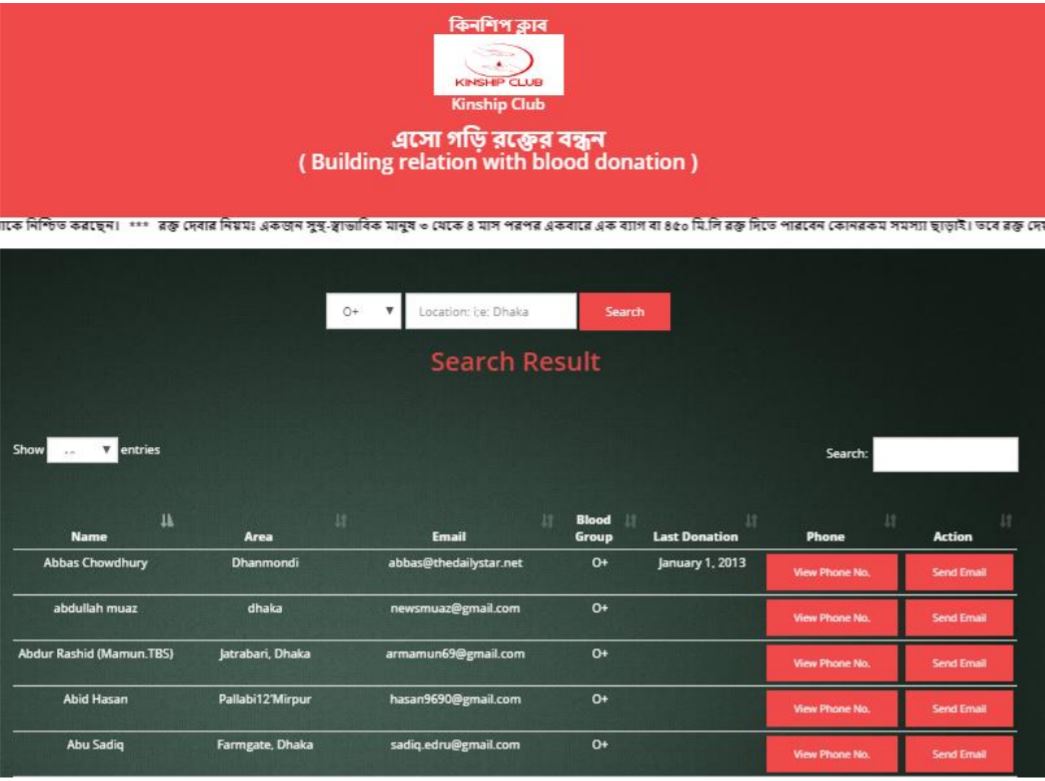 কিনশিপ ক্লাব
KINSHIP CLUB
Kinship Club
এসো গড়ি রক্তের বন্ধন
( Building relation with blood donation )
নিশ্চিত করছেন। *** রক্ত দেবার নিয়মঃ একজন সুস্থ-স্বাভাবিক মানুষ ৩ থেকে ৪ মাস পরপর একবারে এক ব্যাগ বা ৪৫০ মি.লি রক্ত দিতে পারবেন কোনরকম সমস্যা ছাড়াই। তবে রক্ত
O+ Location: i;e: Dhaka Search
Search Result
Show entries Search:
Name Area Email Blood Group Last Donation Phone Action
Abbas Chowdhury Dhanmondi abbas@thedailystar.net O+ January 1, 2013 View Phone No. Send Email
abdullah muaz dhaka newsmuaz@gmail.com O+ View Phone No. Send Email
Abdur Rashid (Mamun.TBS) Jatrabari, Dhaka armamun69@gmail.com O+ View Phone No. Send Email
Abid Hasan Pallabi12'Mirpur hasan9690@gmail.com O+ View Phone No. Send Email
Abu Sadiq Farmgate, Dhaka sadiq.edru@gmail.com O+ View Phone No. Send Email